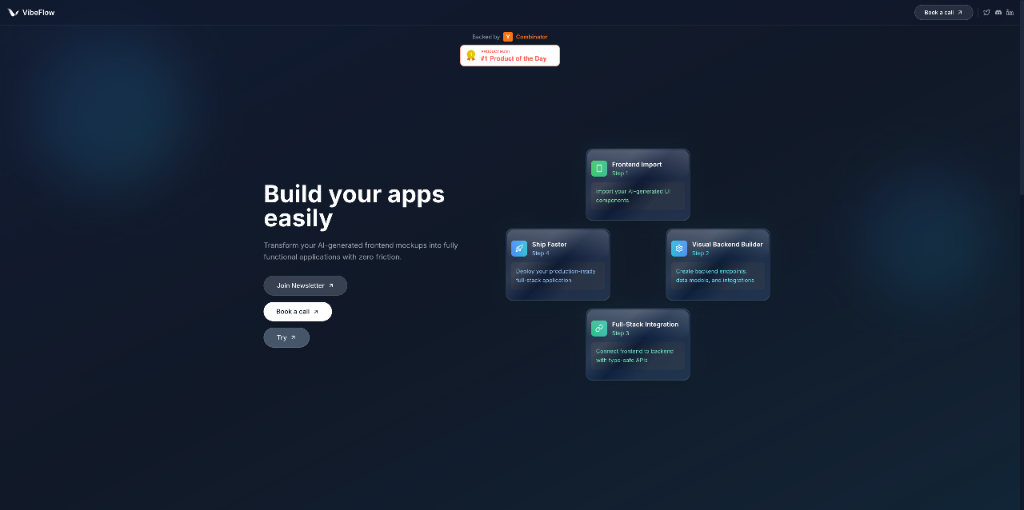 VibeFlow
Book a call
Backed by Y Combinator
#1 Product of the Day
Build your apps
easily
Transform your AI-generated frontend mockups into fully
functional applications with zero friction.
Join Newsletter
Book a call
Try
Frontend Import
Step 1
Import your AI-generated UI
components
Ship Faster
Step 4
Deploy your production-ready
full-stack application
Visual Backend Builder
Step 2
Create backend endpoints,
data models, and integrations
Full-Stack Integration
Step 3
Connect frontend to backend
with type-safe APIs